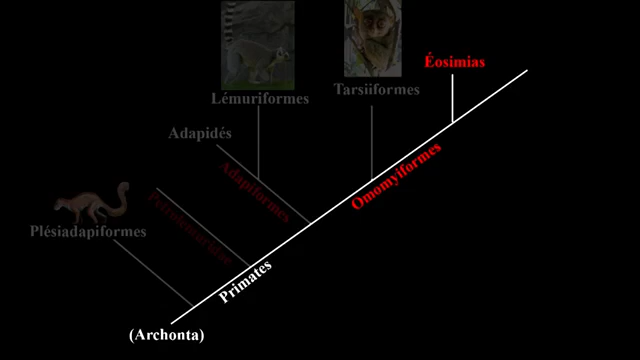 Éosimias
Tarsiiformes
Lémuriformes
Adapidés
Adapiformes
Omomyiformes
Plésiadapiformes
Primates
(Archonta)